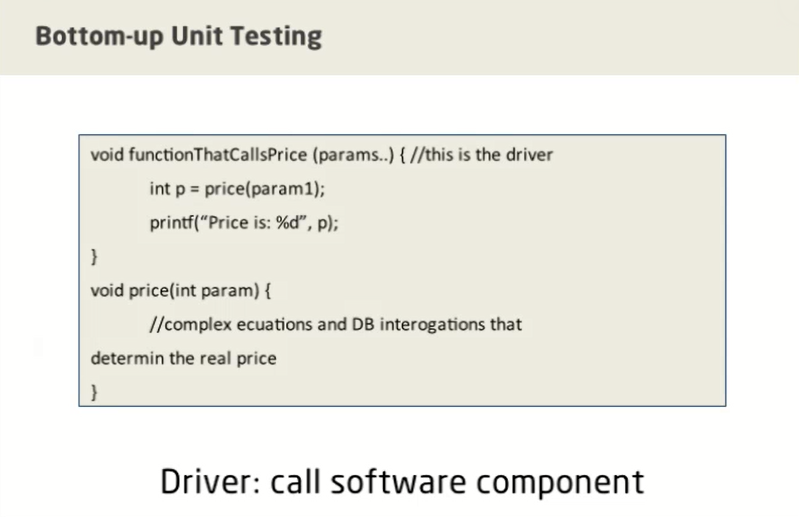 Bottom-up Unit Testing
void functionThatCallsPrice (params..) { //this is the driver
int p = price(param1);
printf(“Price is: %d”, p);
}
void price(int param) {
//complex ecuations and DB interogations that
determin the real price
}
Driver: call software component